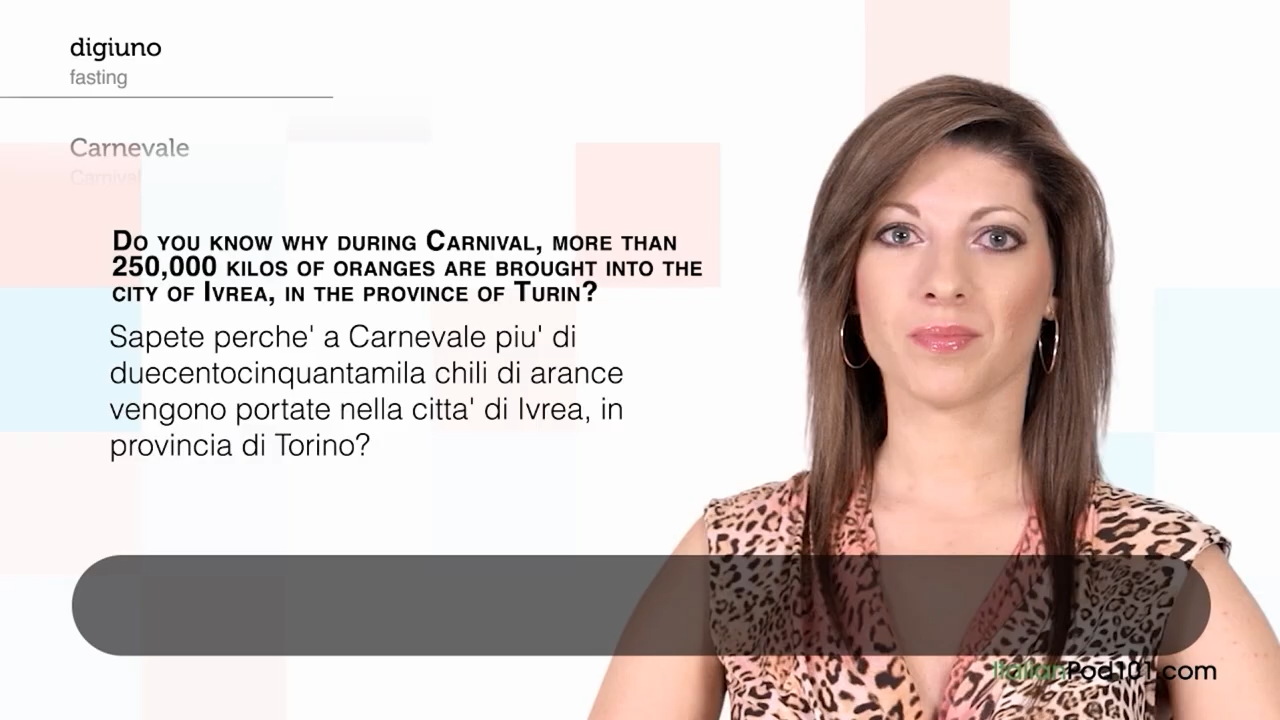 digiuno
fasting
Carnevale
Carnival
Do you know why during Carnival, more than
250,000 kilos of oranges are brought into the
city of Ivrea, in the province of Turin?
Sapete perche' a Carnevale piu' di
duecentocinquantamila chili di arance
vengono portate nella citta' di Ivrea, in
provincia di Torino?
ItalianPod101.com